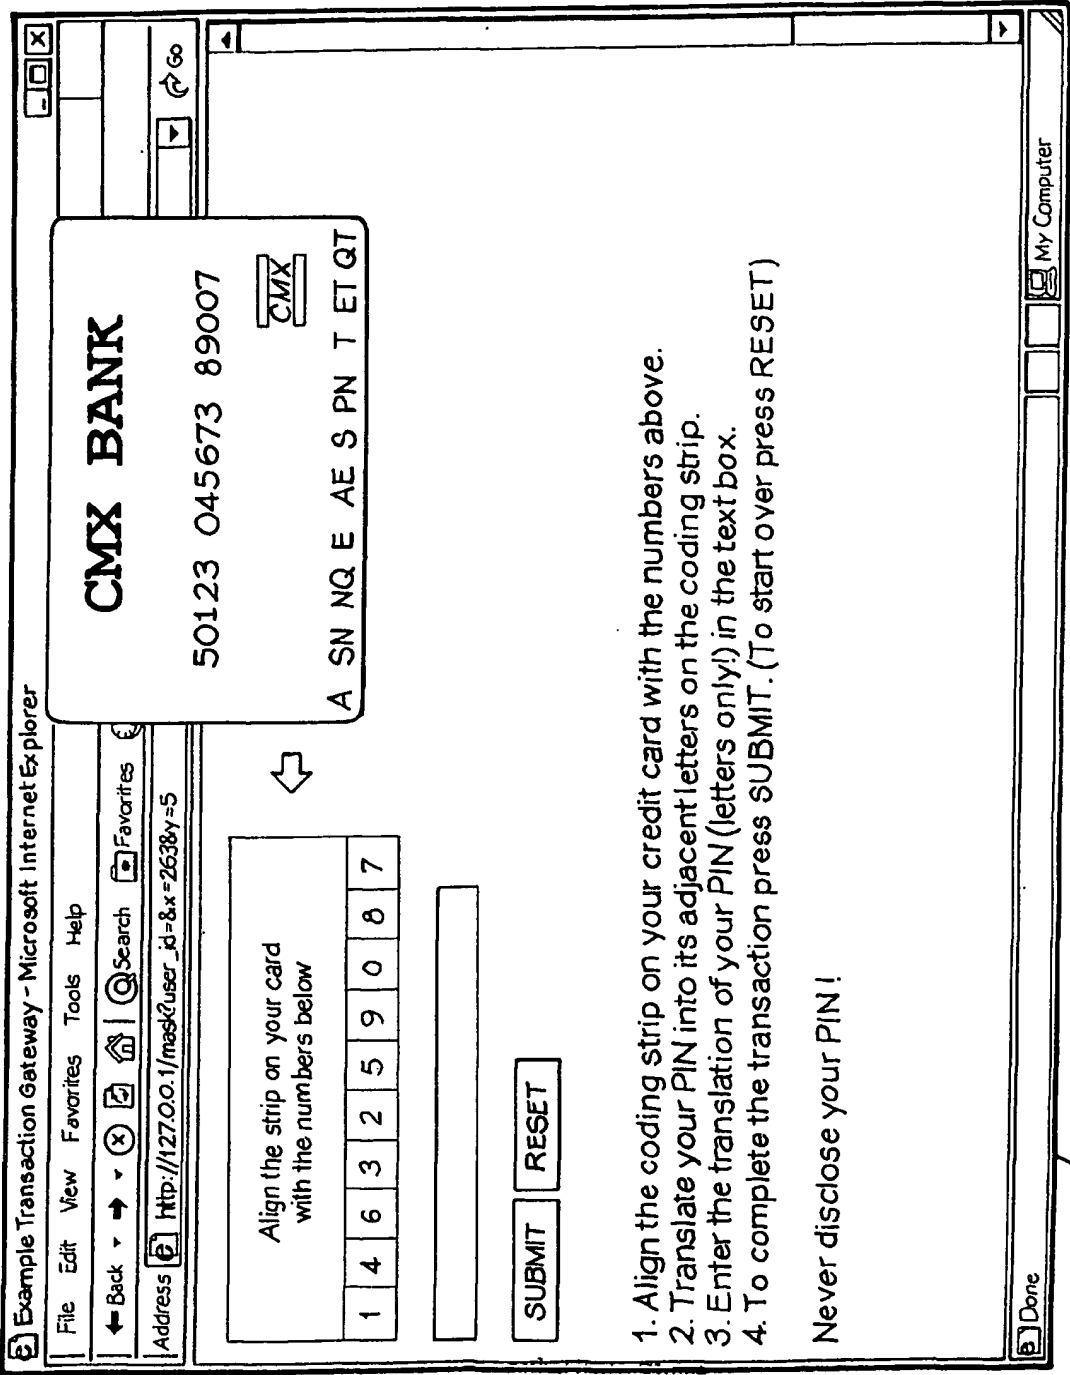 Example Transaction Gateway - Microsoft Internet Explorer
File Edit View Favorites Tools Help
Back Search Favorites
Address http://127.0.0.1/mask?user_id=&x=263&y=5 Go
CMX BANK
50123 045673 89007
CMX
A SN NQ E AE S PN T ET QT
Align the strip on your card
with the numbers below
1 4 6 3 2 5 9 0 8 7
SUBMIT RESET
1. Align the coding strip on your credit card with the numbers above.
2. Translate your PIN into its adjacent letters on the coding strip.
3. Enter the translation of your PIN (letters only!) in the text box.
4. To complete the transaction press SUBMIT. (To start over press RESET)
Never disclose your PIN!
Done My Computer